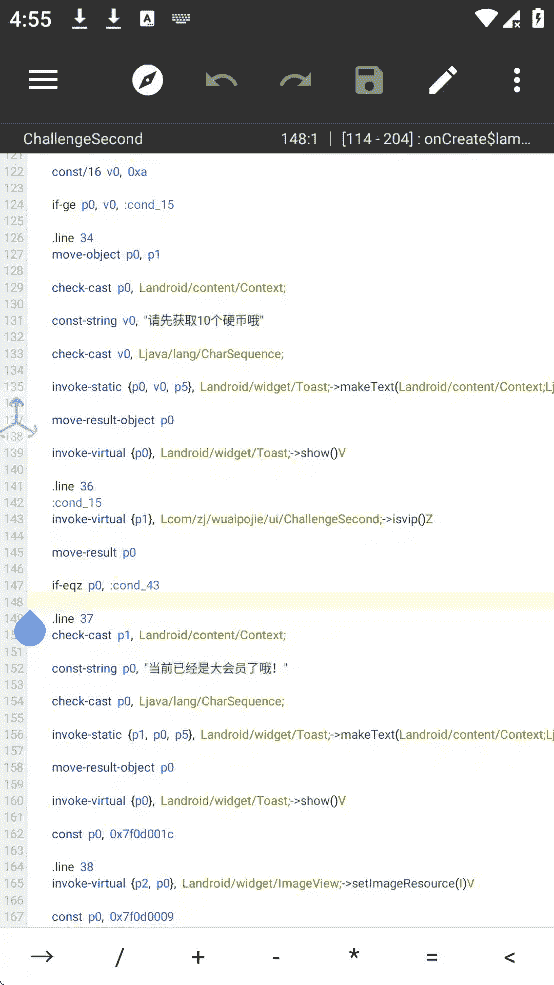 4:55
A
ChallengeSecond 148:1 | [114 - 204] : onCreate$lam...
121
122 const/16 v0, 0xa
123
124 if-ge p0, v0, :cond_15
125
126 .line 34
127 move-object p0, p1
128
129 check-cast p0, Landroid/content/Context;
130
131 const-string v0, "请先获取10个硬币哦"
132
133 check-cast v0, Ljava/lang/CharSequence;
134
135 invoke-static {p0, v0, p5}, Landroid/widget/Toast;->makeText(Landroid/content/Context;Lj
move-result-object p0
138
139 invoke-virtual {p0}, Landroid/widget/Toast;->show()V
140
141 .line 36
142 :cond_15
143 invoke-virtual {p1}, Lcom/zj/wuaipojie/ui/ChallengeSecond;->isvip()Z
144
145 move-result p0
146
147 if-eqz p0, :cond_43
148
.line 37
check-cast p1, Landroid/content/Context;
151
152 const-string p0, "当前已经是大会员了哦！"
153
154 check-cast p0, Ljava/lang/CharSequence;
155
156 invoke-static {p1, p0, p5}, Landroid/widget/Toast;->makeText(Landroid/content/Context;Lj
157
158 move-result-object p0
159
160 invoke-virtual {p0}, Landroid/widget/Toast;->show()V
161
162 const p0, 0x7f0d001c
163
164 .line 38
165 invoke-virtual {p2, p0}, Landroid/widget/ImageView;->setImageResource(I)V
166
167 const p0, 0x7f0d0009
→ / + - * = <